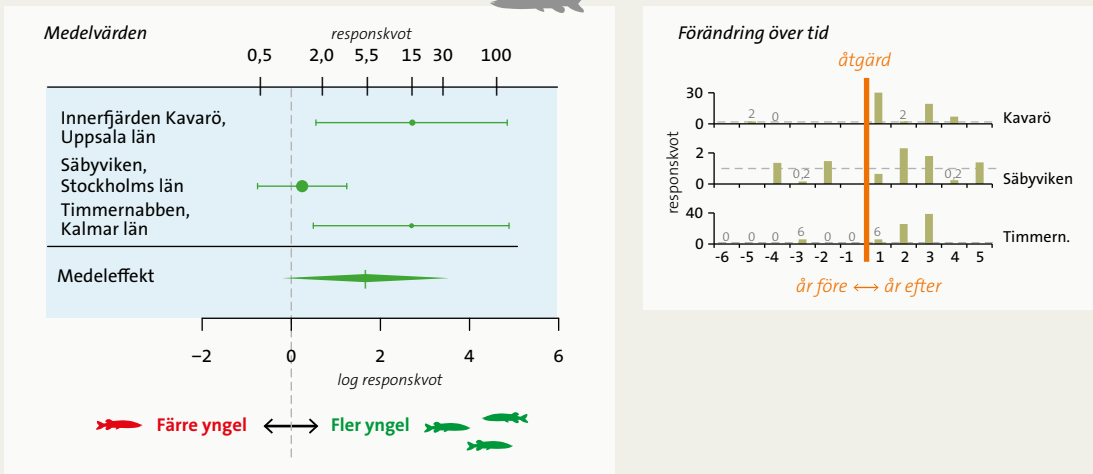 Medelvärden
responskvot
0,5 2,0 5,5 15 30 100
Innerfjärden Kavarö,
Uppsala län
Säbyviken,
Stockholms län
Timmernabben,
Kalmar län
Medeleffekt
−2 0 2 4 6
log responskvot
Färre yngel Fler yngel
Förändring över tid
åtgärd
responskvot
30
2 0 2
0
Kavarö
2
0,2 0,2
0
Säbyviken
40
0 0 0 6 0 0 6
0
Timmern.
-6 -5 -4 -3 -2 -1 1 2 3 4 5
år före ⟷ år efter